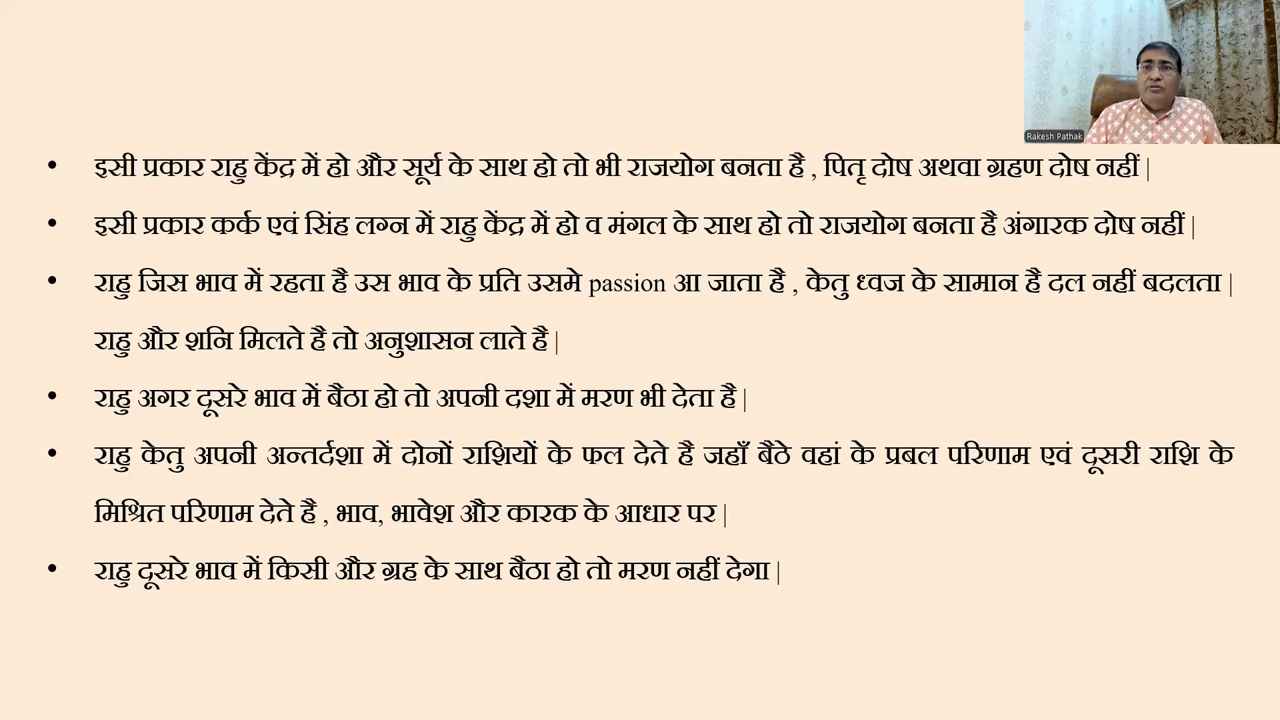 Rakesh Pathak
• इसी प्रकार राहु केंद्र में हो और सूर्य के साथ हो तो भी राजयोग बनता है , पितृ दोष अथवा ग्रहण दोष नहीं |
• इसी प्रकार कर्क एवं सिंह लग्न में राहु केंद्र में हो व मंगल के साथ हो तो राजयोग बनता है अंगारक दोष नहीं |
• राहु जिस भाव में रहता है उस भाव के प्रति उसमे passion आ जाता है , केतु ध्वज के सामान है दल नहीं बदलता |
राहु और शनि मिलते है तो अनुशासन लाते है |
• राहु अगर दूसरे भाव में बैठा हो तो अपनी दशा में मरण भी देता है |
• राहु केतु अपनी अन्तर्दशा में दोनों राशियों के फल देते है जहाँ बैठे वहां के प्रबल परिणाम एवं दूसरी राशि के
मिश्रित परिणाम देते है , भाव, भावेश और कारक के आधार पर |
• राहु दूसरे भाव में किसी और ग्रह के साथ बैठा हो तो मरण नहीं देगा |